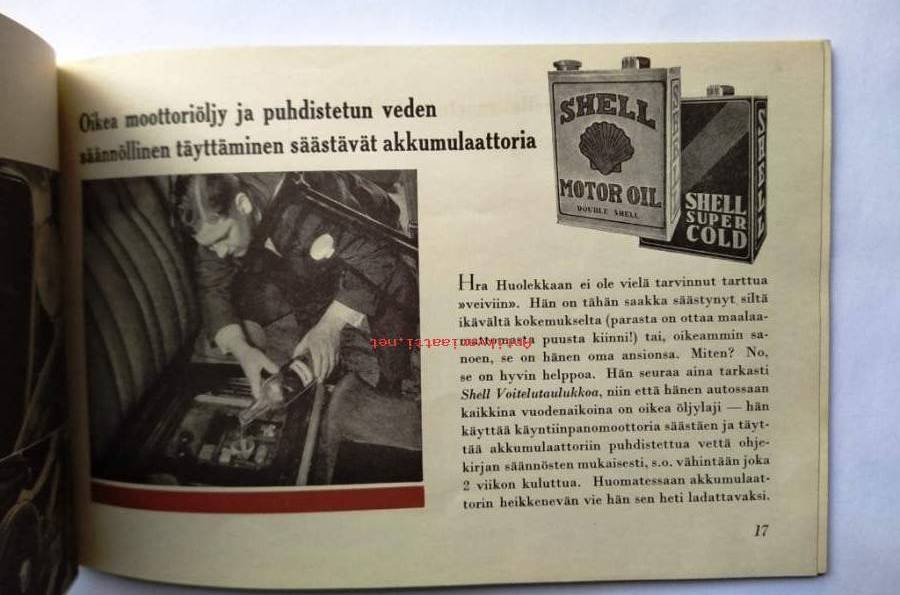 Oikea moottoriöljy ja puhdistetun veden
säännöllinen täyttäminen säästävät akkumulaattoria
SHELL
MOTOR OIL
DOUBLE SHELL
SHELL
SHELL
SUPER
COLD
SHELL
Hra Huolekkaan ei ole vielä tarvinnut tarttua
»veiviin». Hän on tähän saakka säästynyt siltä
ikävältä kokemukselta (parasta on ottaa maalaa-
mattomasta puusta kiinni!) tai, oikeammin sa-
noen, se on hänen oma ansionsa. Miten? No,
se on hyvin helppoa. Hän seuraa aina tarkasti
Shell Voitelutaulukkoa, niin että hänen autossaan
kaikkina vuodenaikoina on oikea öljylaji — hän
käyttää käyntiinpanomoottoria säästäen ja täyt-
tää akkumulaattoriin puhdistettua vettä ohje-
kirjan säännösten mukaisesti, s.o. vähintään joka
2 viikon kuluttua. Huomatessaan akkumulaat-
torin heikkenevän vie hän sen heti ladattavaksi.
17
Antikvariaatti.net